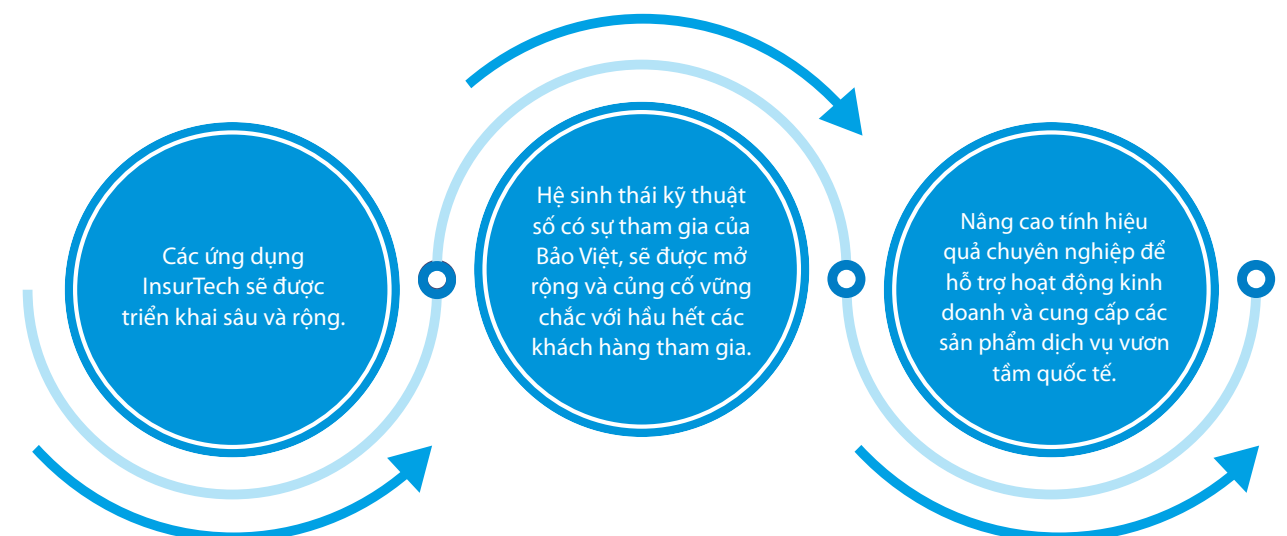 Các ứng dụng
InsurTech sẽ được
triển khai sâu và rộng.
Hệ sinh thái kỹ thuật
số có sự tham gia của
Bảo Việt, sẽ được mở
rộng và củng cố vững
chắc với hầu hết các
khách hàng tham gia.
Nâng cao tính hiệu
quả chuyên nghiệp để
hỗ trợ hoạt động kinh
doanh và cung cấp các
sản phẩm dịch vụ vươn
tầm quốc tế.